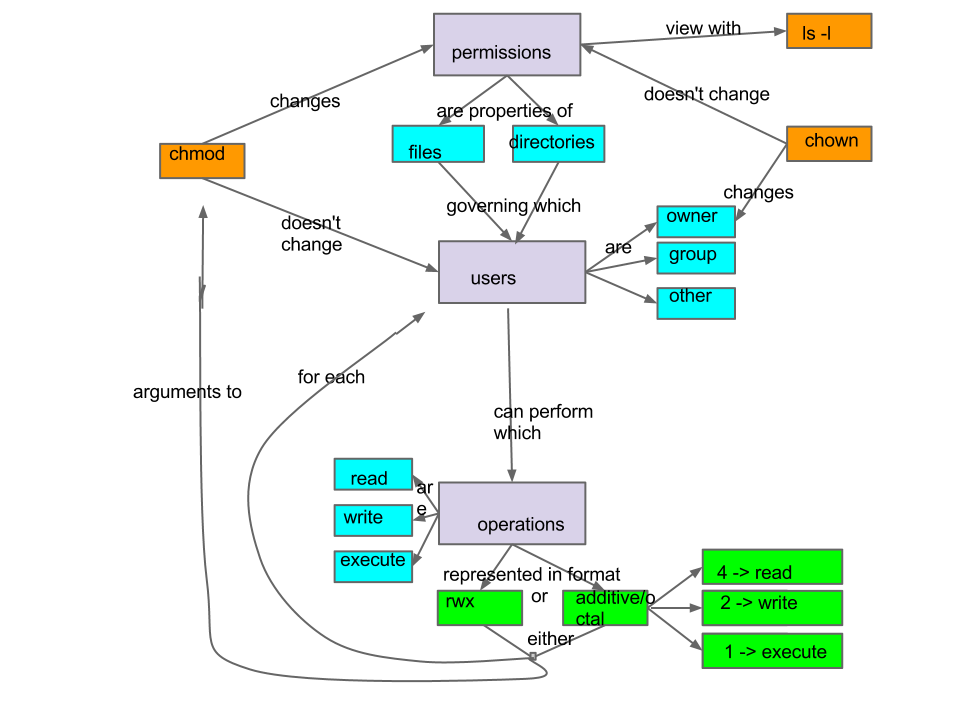 view with
ls -l
permissions
changes
doesn't change
are properties of
chmod
files
directories
chown
changes
governing which
doesn't
change
owner
are
group
users
other
for each
arguments to
can perform
which
read
ar
e
write
operations
execute
represented in format
4 -> read
rwx
or
additive/o
ctal
2 -> write
either
1 -> execute